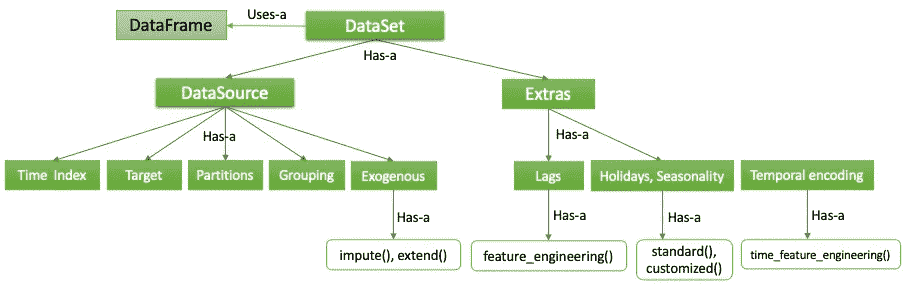 DataFrame
Uses-a
DataSet
Has-a
DataSource
Extras
Has-a
Has-a
Time Index
Target
Partitions
Grouping
Exogenous
Lags
Holidays, Seasonality
Temporal encoding
Has-a
Has-a
Has-a
Has-a
impute(), extend()
feature_engineering()
standard(),
customized()
time_feature_engineering()